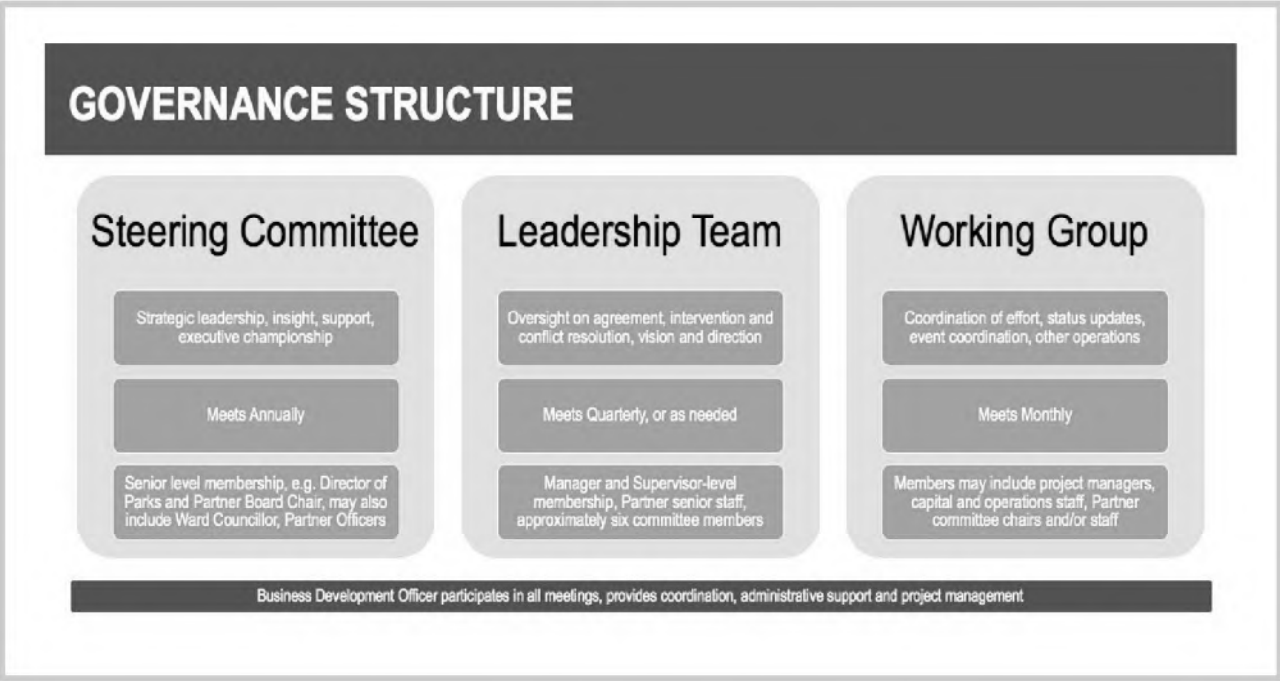 GOVERNANCE STRUCTURE
Steering Committee
Strategic leadership, insight, support,
executive championship
Meets Annually
Senior level membership, e.g. Director of
Parks and Partner Board Chair, may also
include Ward Councillor, Partner Officers
Leadership Team
Oversight on agreement, intervention and
conflict resolution, vision and direction
Meets Quarterly, or as needed
Manager and Supervisor-level
membership, Partner senior staff,
approximately six committee members
Working Group
Coordination of effort, status updates,
event coordination, other operations
Meets Monthly
Members may include project managers,
capital and operations staff, Partner
committee chairs and/or staff
Business Development Officer participates in all meetings, provides coordination, administrative support and project management